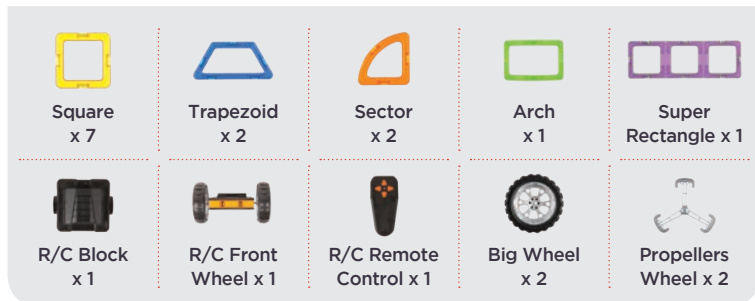 Square
x 7
Trapezoid
x 2
Sector
x 2
Arch
x 1
Super
Rectangle x 1
R/C Block
x 1
R/C Front
Wheel x 1
R/C Remote
Control x 1
Big Wheel
x 2
Propellers
Wheel x 2